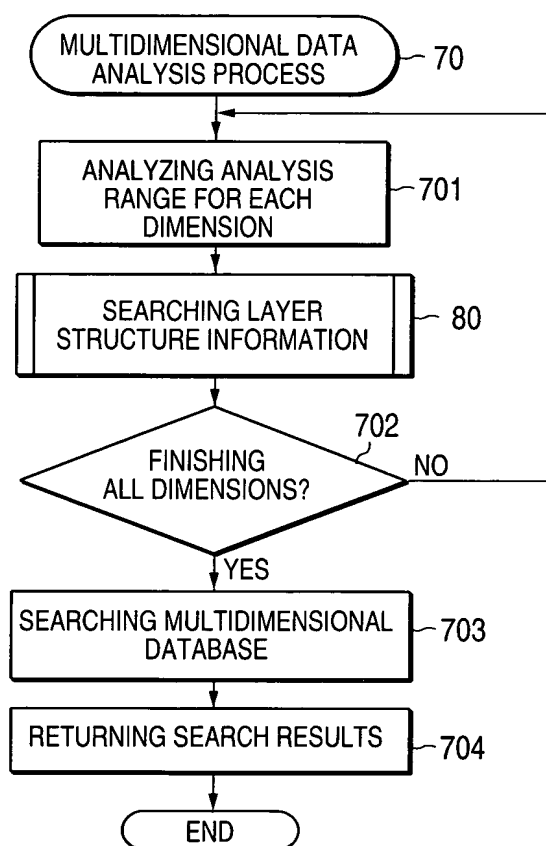 MULTIDIMENSIONAL DATA
ANALYSIS PROCESS
70
ANALYZING ANALYSIS
RANGE FOR EACH
DIMENSION
701
SEARCHING LAYER
STRUCTURE INFORMATION
80
702
FINISHING
ALL DIMENSIONS?
NO
YES
SEARCHING MULTIDIMENSIONAL
DATABASE
703
RETURNING SEARCH RESULTS
704
END